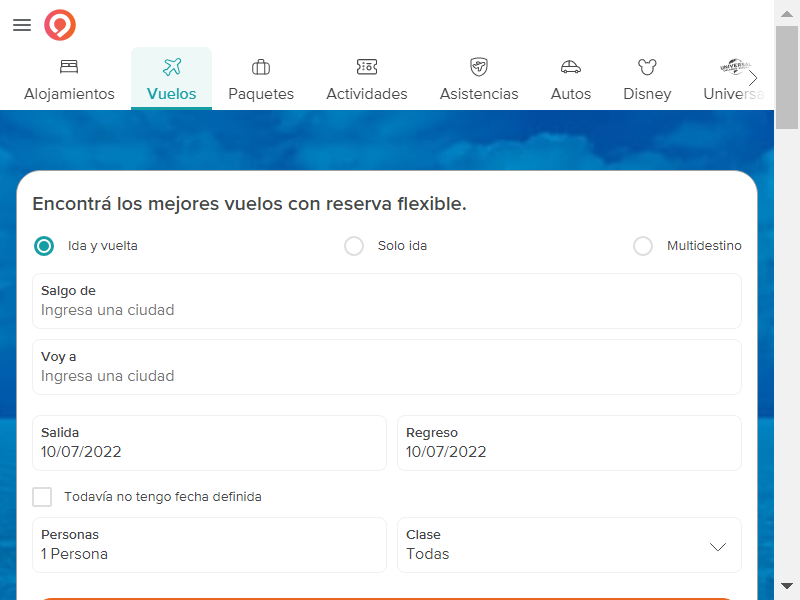 Alojamientos
Vuelos
Paquetes
Actividades
Asistencias
Autos
Disney
UNIVERSAL
Universa
Encontrá los mejores vuelos con reserva flexible.
Ida y vuelta
Solo ida
Multidestino
Salgo de
Ingresa una ciudad
Voy a
Ingresa una ciudad
Salida
10/07/2022
Regreso
10/07/2022
Todavía no tengo fecha definida
Personas
1 Persona
Clase
Todas